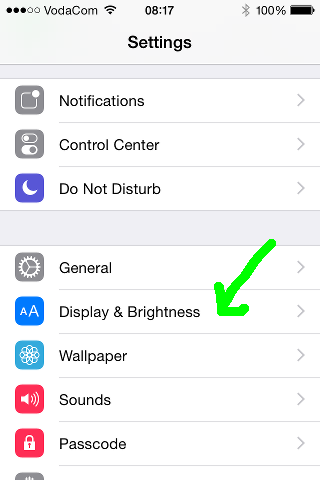 VodaCom 08:17 100%
Settings
Notifications
Control Center
Do Not Disturb
General
AA Display & Brightness
Wallpaper
Sounds
Passcode